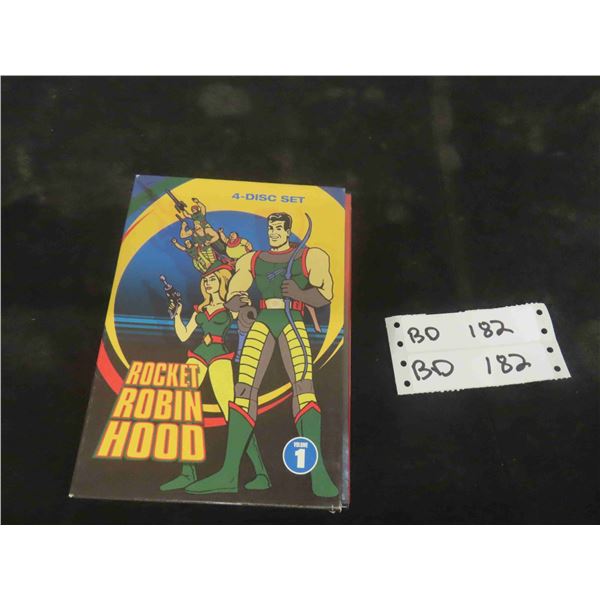 4-DISC SET
ROCKET
ROBIN
HOOD
VOLUME
1
BD 182
BD 182